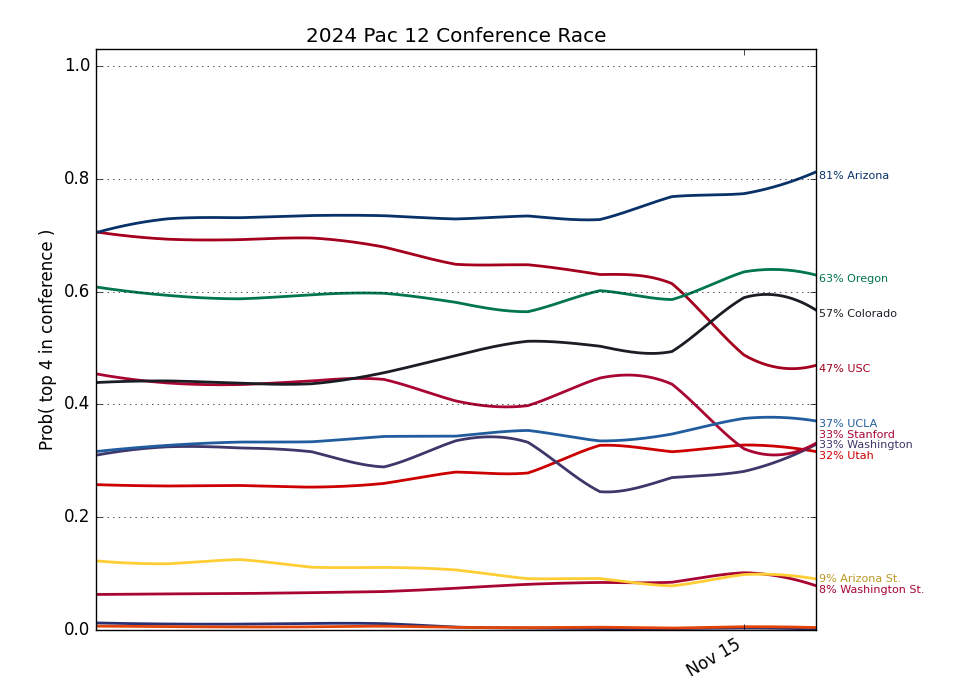 2024 Pac 12 Conference Race
Prob( top 4 in conference )
1.0
0.8
0.6
0.4
0.2
0.0
81% Arizona
63% Oregon
57% Colorado
47% USC
37% UCLA
33% Stanford
33% Washington
32% Utah
9% Arizona St.
8% Washington St.
Nov 15